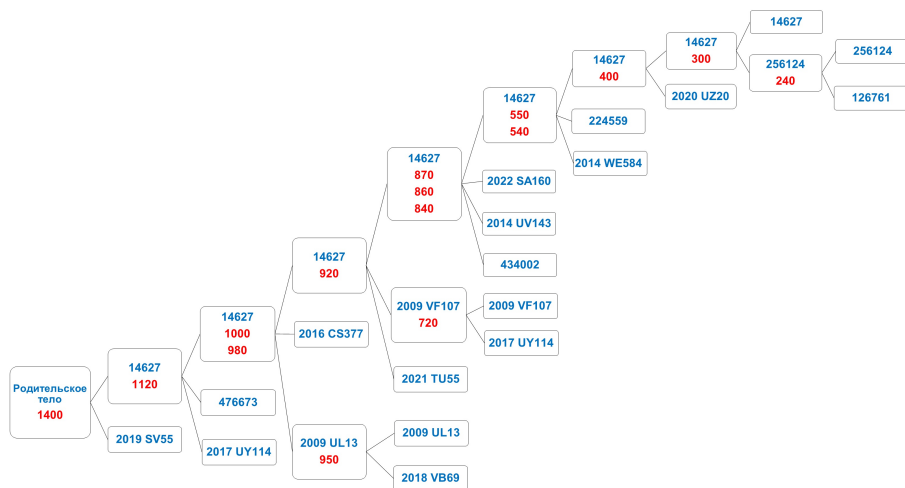 14627
14627
300
256124
14627
400
256124
240
2020 UZ20
126761
14627
550
540
224559
2014 WE584
14627
870
860
840
2022 SA160
2014 UV143
434002
14627
920
2009 VF107
720
2009 VF107
2017 UY114
14627
1000
980
2016 CS377
2021 TU55
14627
1120
Родительское
тело
1400
476673
2019 SV55
2017 UY114
2009 UL13
950
2009 UL13
2018 VB69